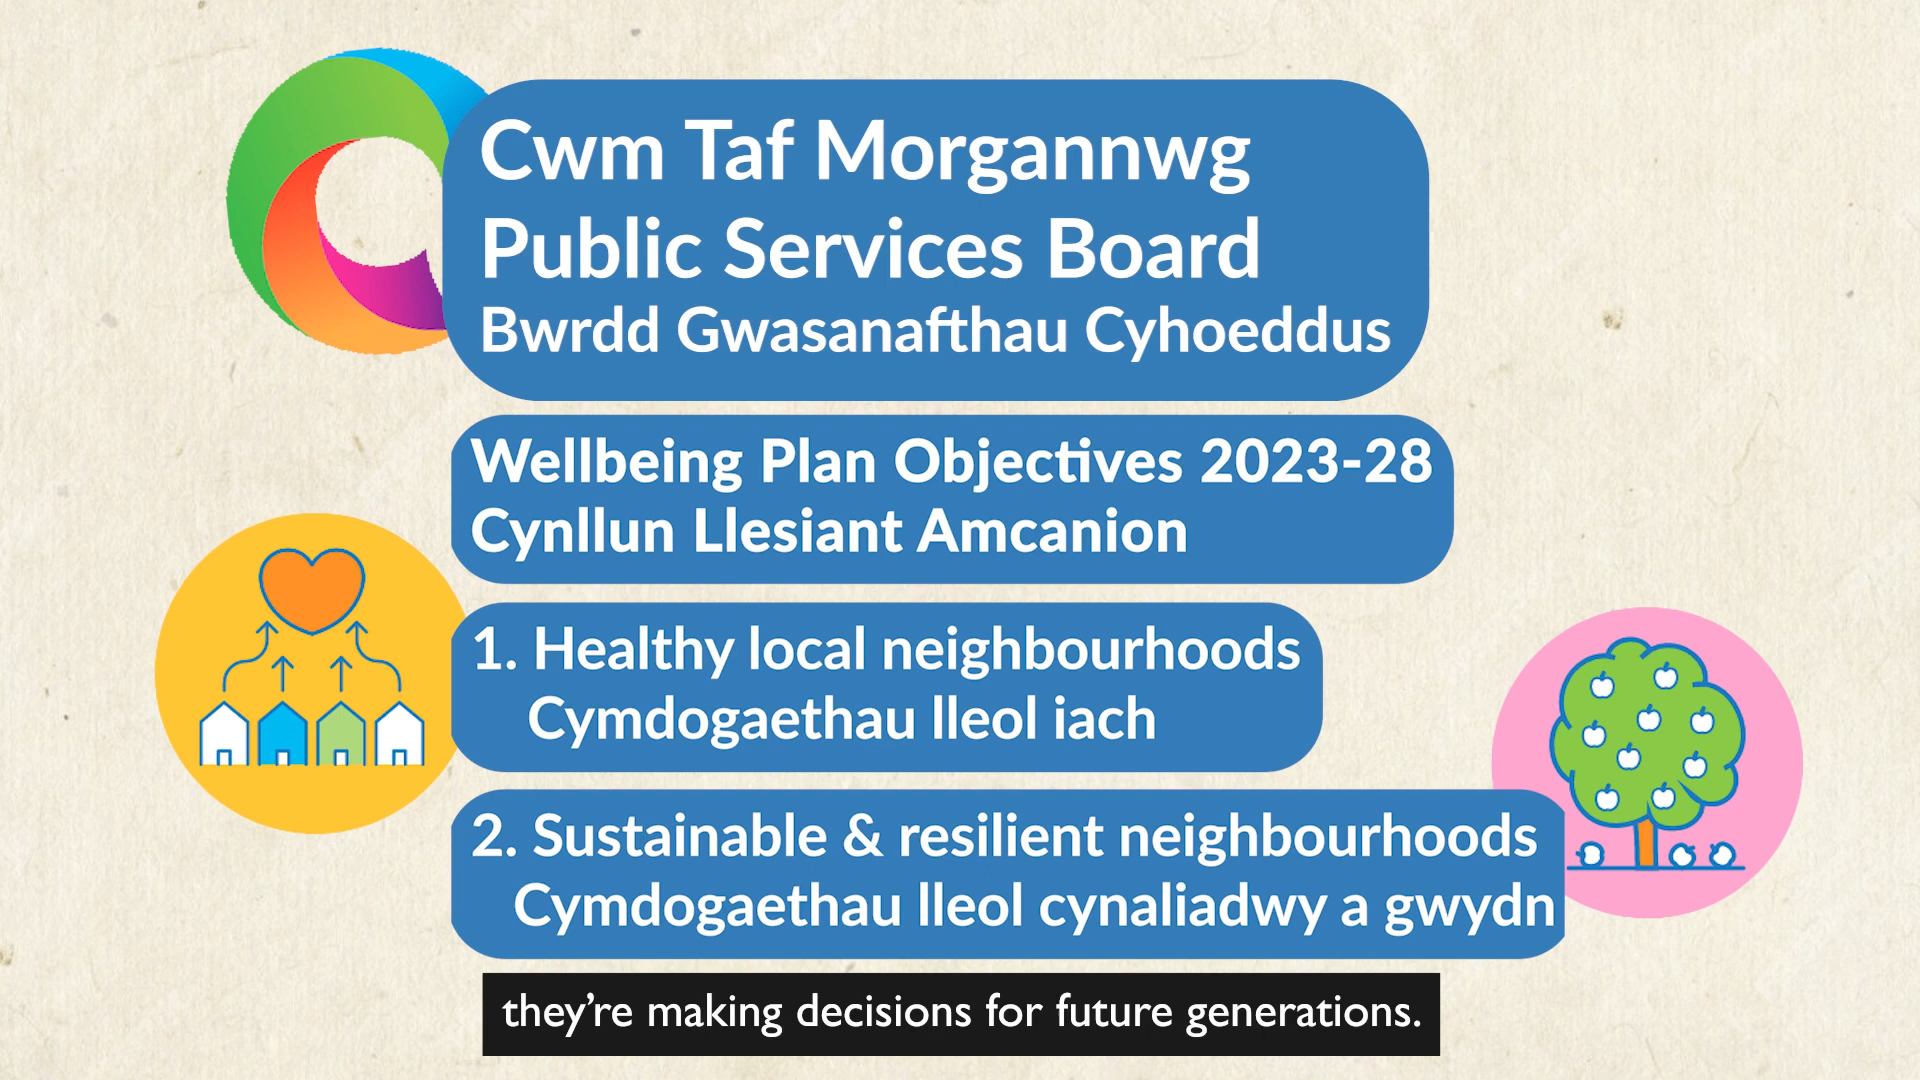 Cwm Taf Morgannwg
Public Services Board
Bwrdd Gwasanafthau Cyhoeddus
Wellbeing Plan Objectives 2023-28
Cynllun Llesiant Amcanion
1. Healthy local neighbourhoods
Cymdogaethau lleol iach
2. Sustainable & resilient neighbourhoods
Cymdogaethau lleol cynaliadwy a gwydn
they’re making decisions for future generations.